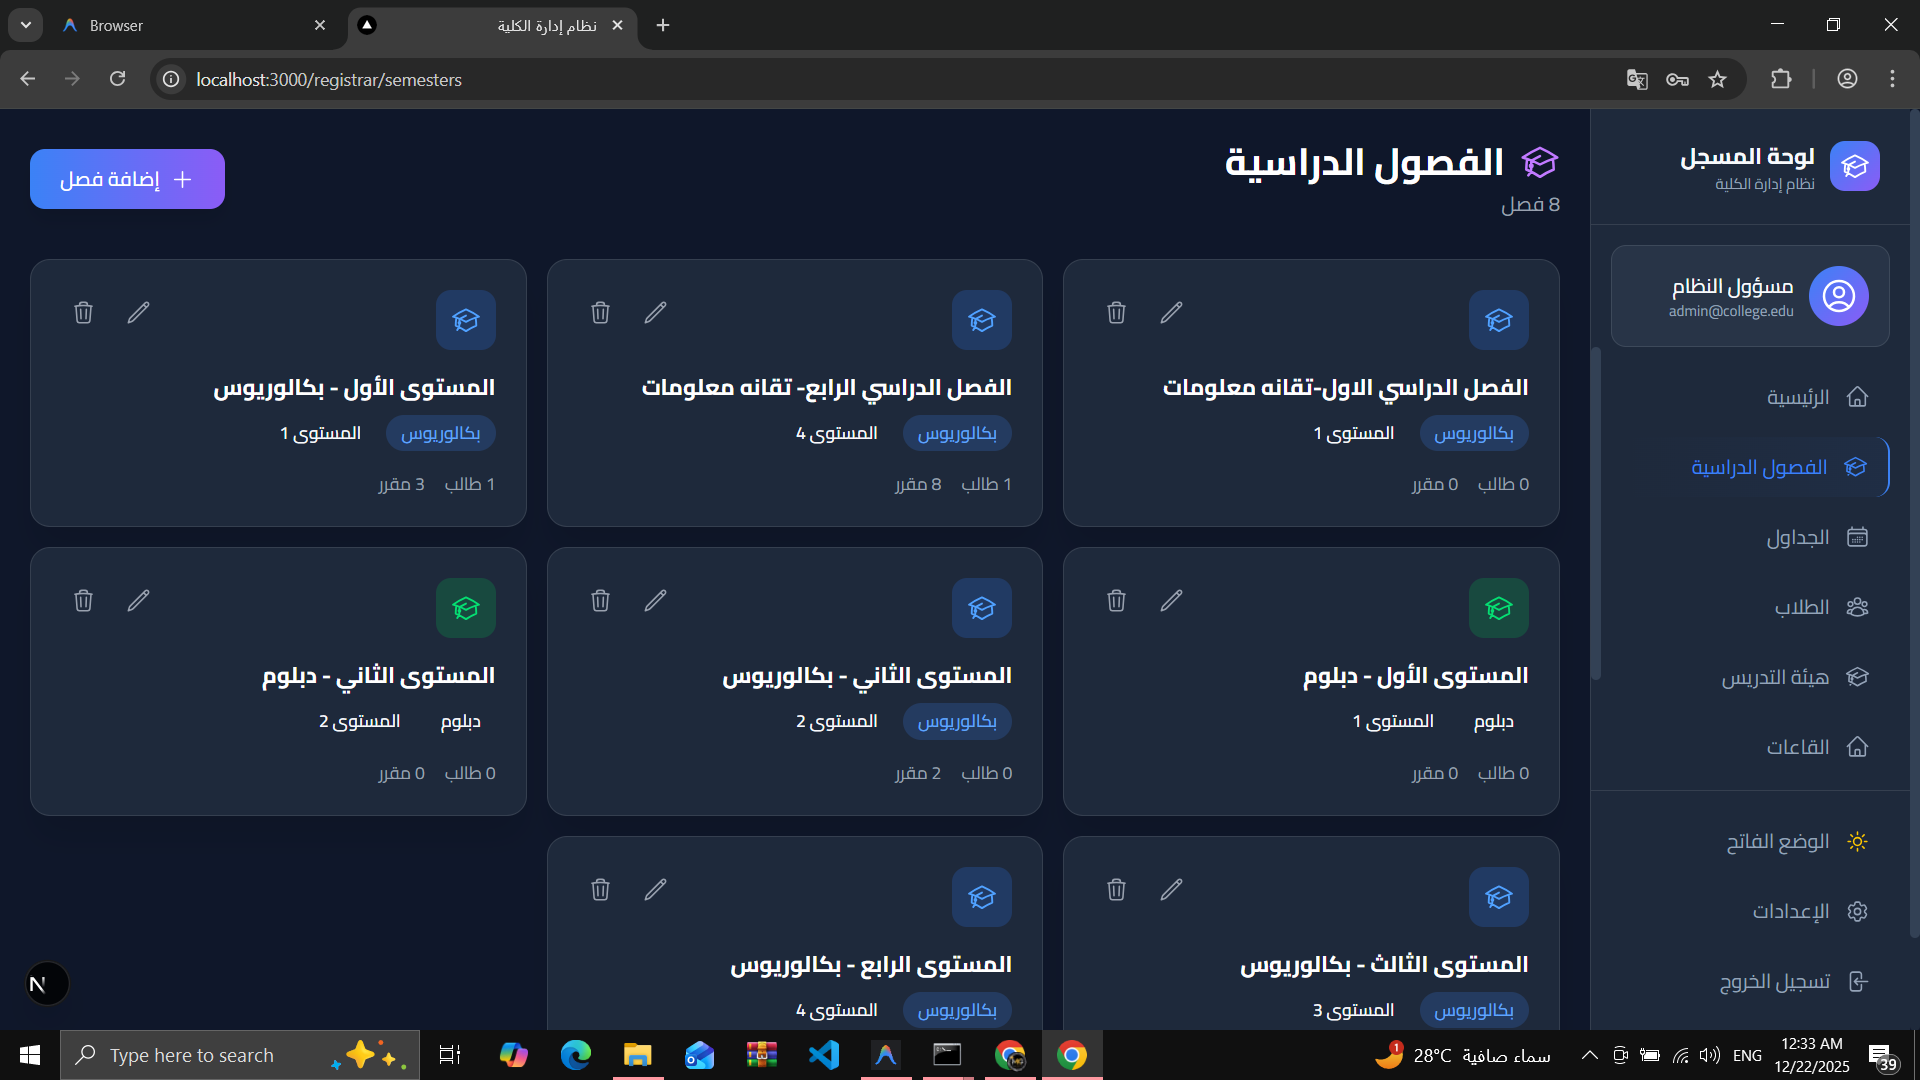 Browser
نظام إدارة الكلية
localhost:3000/registrar/semesters
لوحة المسجل
نظام إدارة الكلية
مسؤول النظام
admin@college.edu
الرئيسية
الفصول الدراسية
الجداول
الطلاب
هيئة التدريس
القاعات
الوضع الفاتح
الإعدادات
تسجيل الخروج
الفصول الدراسية
8 فصل
إضافة فصل
الفصل الدراسي الاول-تقانه معلومات
بكالوريوس المستوى 1
0 طالب 0 مقرر
الفصل الدراسي الرابع- تقانه معلومات
بكالوريوس المستوى 4
1 طالب 8 مقرر
المستوى الأول - بكالوريوس
بكالوريوس المستوى 1
1 طالب 3 مقرر
المستوى الأول - دبلوم
دبلوم المستوى 1
0 طالب 0 مقرر
المستوى الثاني - بكالوريوس
بكالوريوس المستوى 2
0 طالب 2 مقرر
المستوى الثاني - دبلوم
دبلوم المستوى 2
0 طالب 0 مقرر
المستوى الثالث - بكالوريوس
بكالوريوس المستوى 3
المستوى الرابع - بكالوريوس
بكالوريوس المستوى 4
N
Type here to search
1
28°C سماء صافية
ENG
12:33 AM
12/22/2025
39